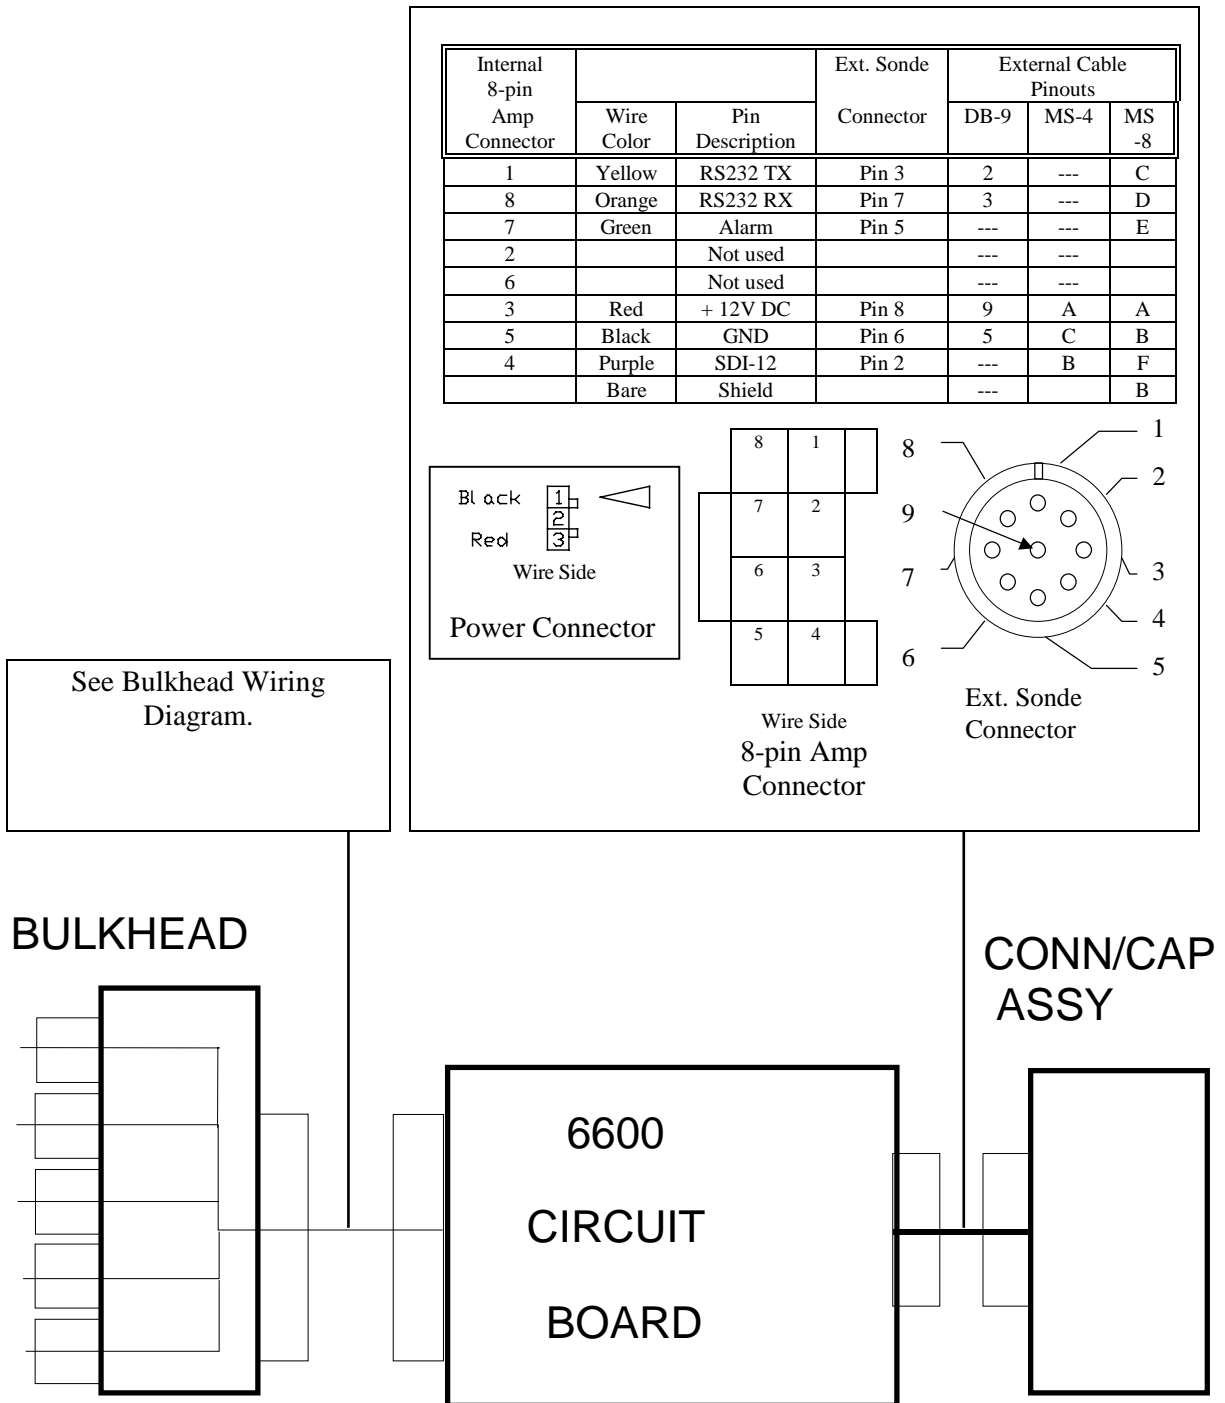 Internal 8-pin Amp Connector | Wire Color | Pin Description | Ext. Sonde Connector | External Cable Pinouts
DB-9 | MS-4 | MS -8
1 Yellow RS232 TX Pin 3 2 --- C
8 Orange RS232 RX Pin 7 3 --- D
7 Green Alarm Pin 5 --- --- E
2 Not used --- ---
6 Not used --- ---
3 Red + 12V DC Pin 8 9 A A
5 Black GND Pin 6 5 C B
4 Purple SDI-12 Pin 2 --- B F
Bare Shield --- B
Black 1
2
Red 3
Wire Side
Power Connector
8 1
7 2
6 3
5 4
Wire Side
8-pin Amp
Connector
8
9
7
6
1
2
3
4
5
Ext. Sonde
Connector
See Bulkhead Wiring
Diagram.
BULKHEAD
CONN/CAP
ASSY
6600
CIRCUIT
BOARD